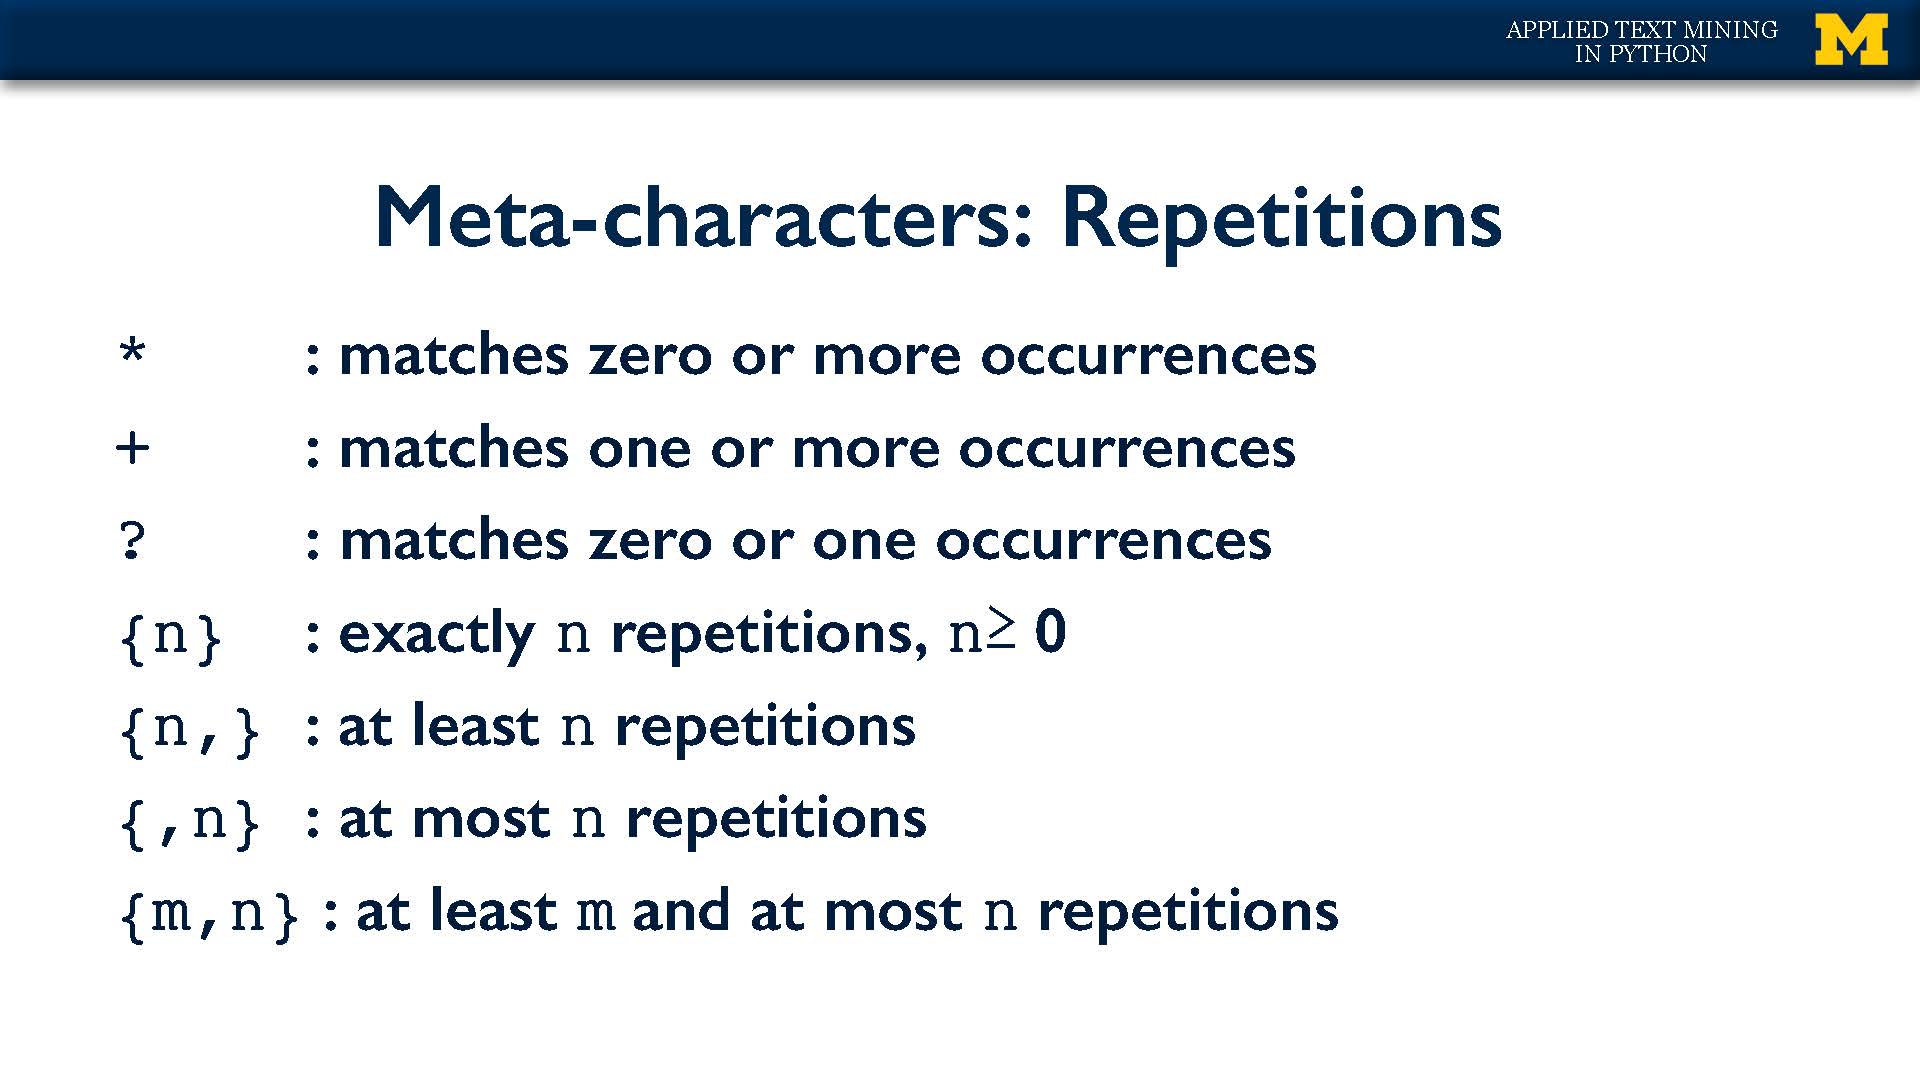 APPLIED TEXT MINING
IN PYTHON
M
Meta-characters: Repetitions
* : matches zero or more occurrences
+ : matches one or more occurrences
? : matches zero or one occurrences
{n} : exactly n repetitions, n≥ 0
{n,} : at least n repetitions
{,n} : at most n repetitions
{m,n} : at least m and at most n repetitions